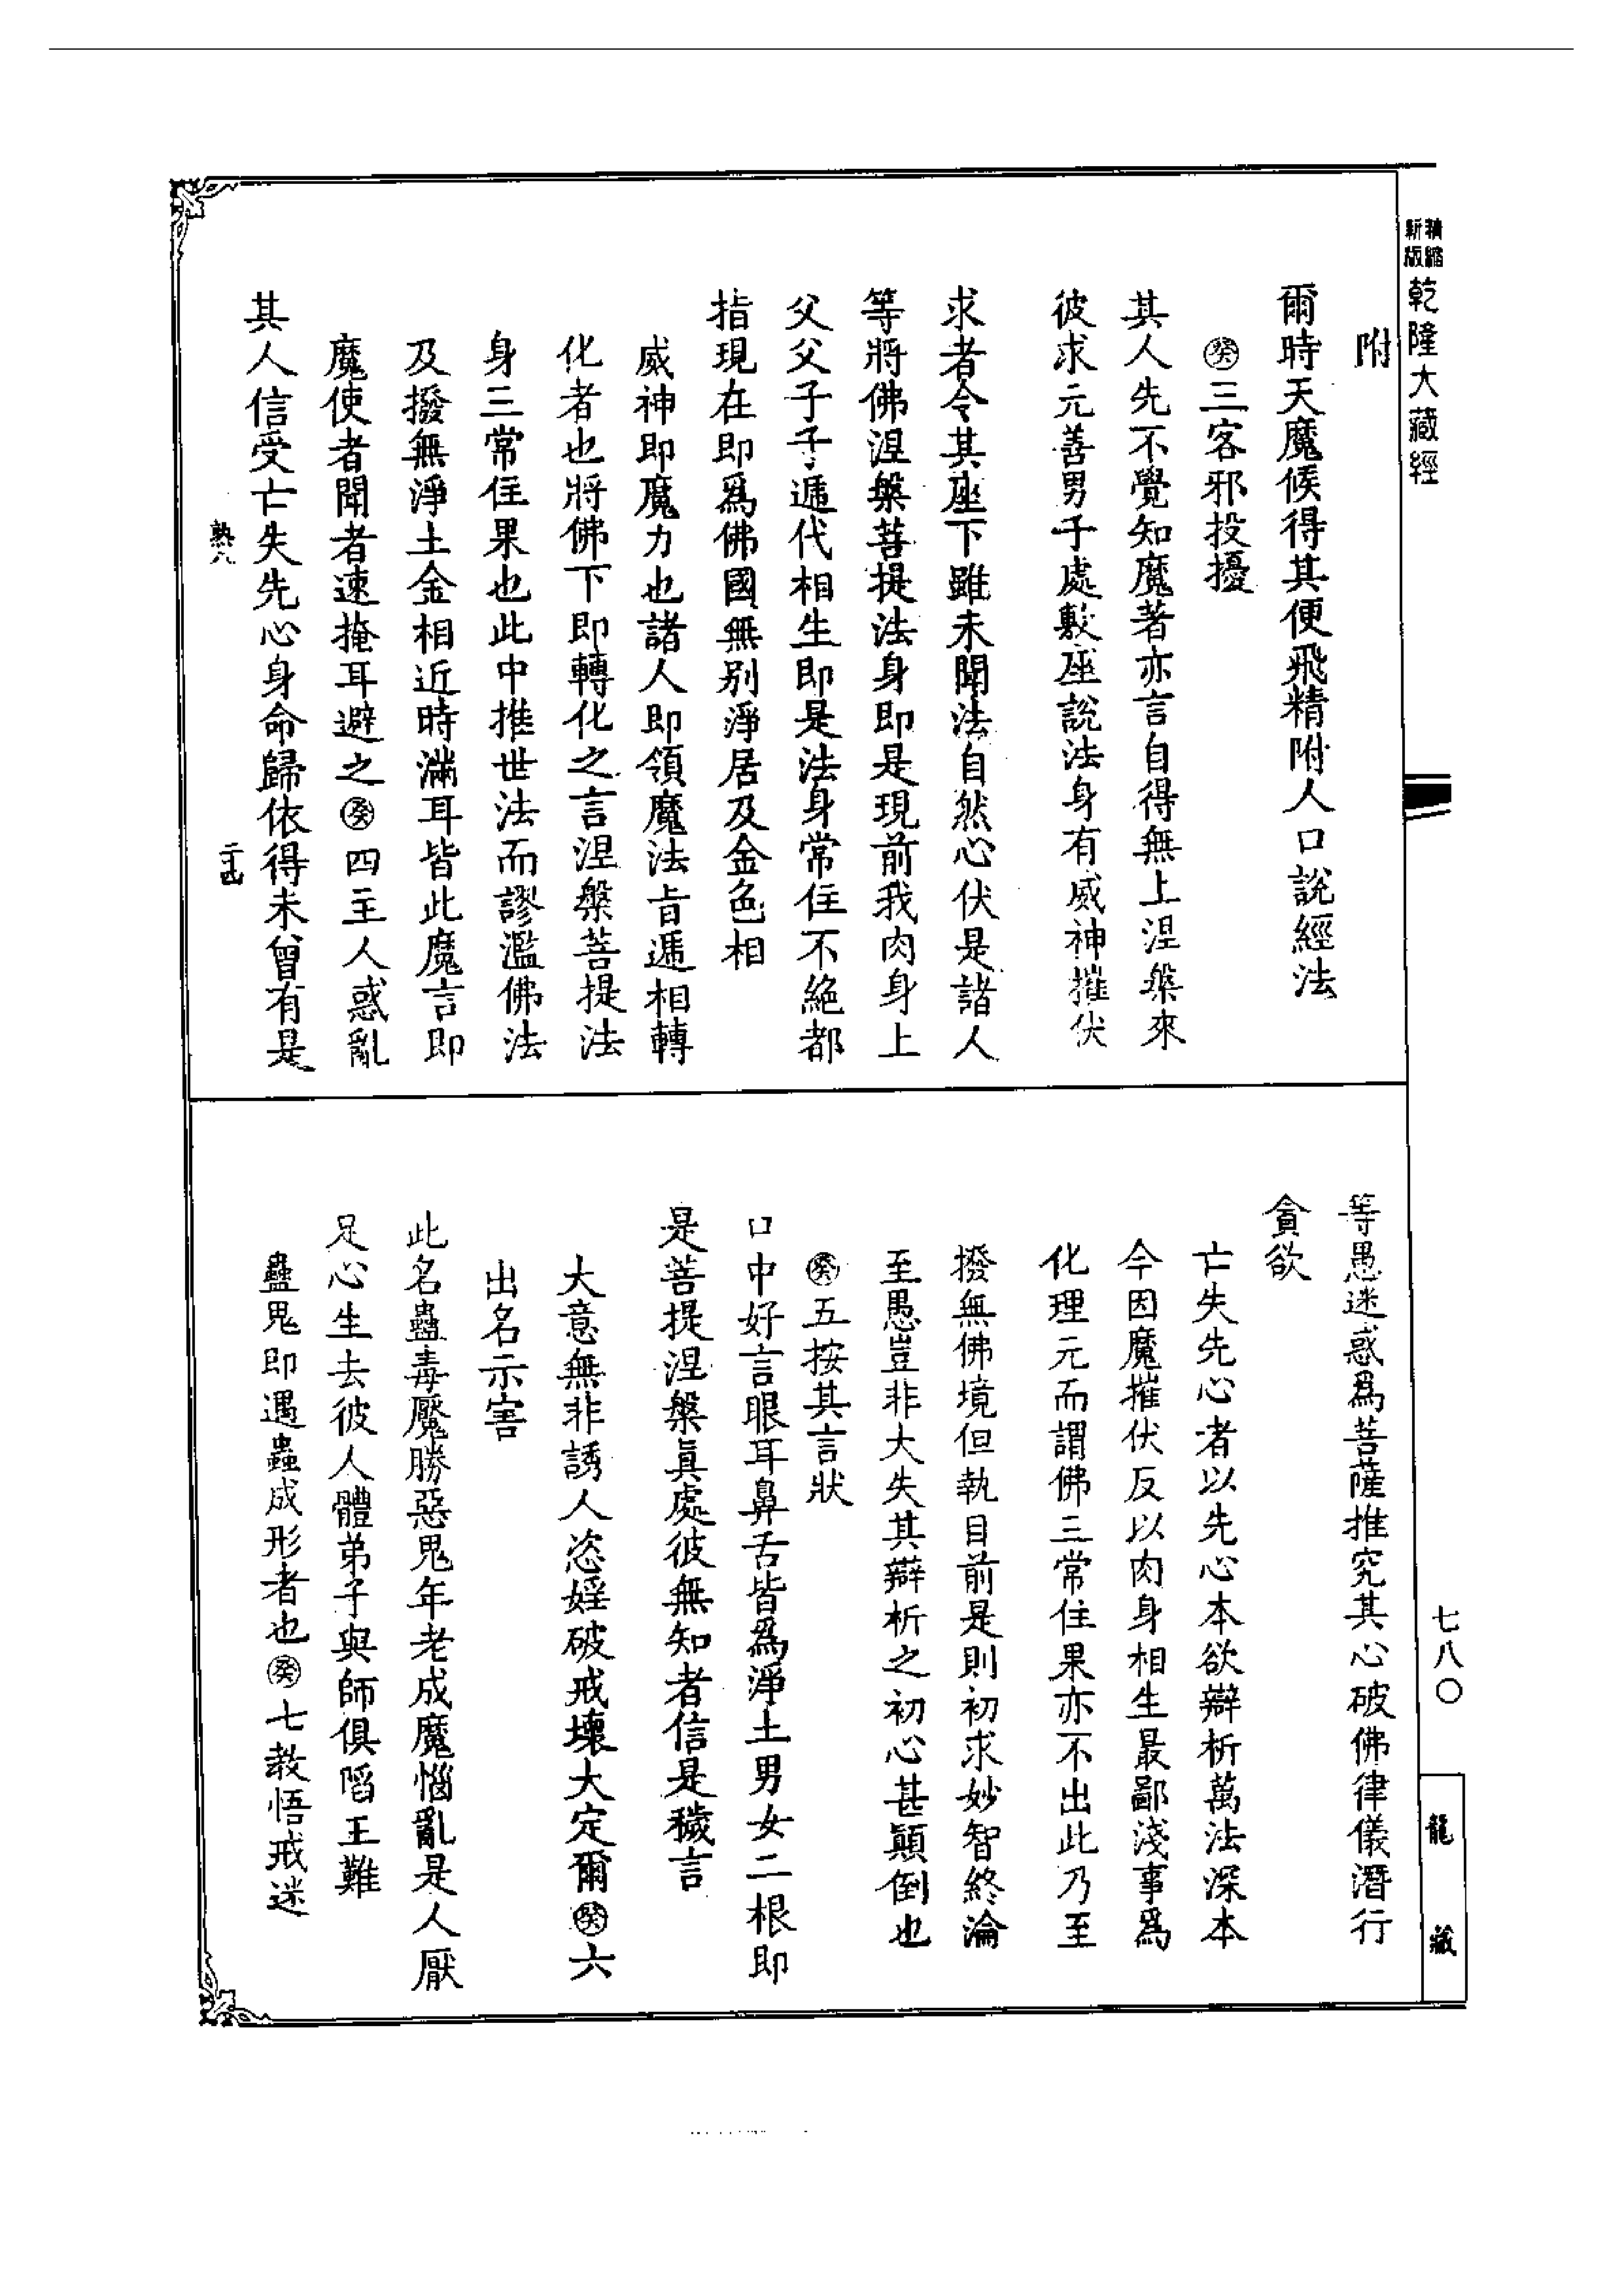 精縮
新版
乾隆大藏經
附
爾時天魔候得其便飛精附人口說經法
㊛三客邪投擾
其人先不覺知魔著亦言自得無上涅槃來
彼求元善男子處敷座說法身有威神摧伏
求者令其座下雖未聞法自然心伏是諸人
等將佛涅槃菩提法身即是現前我肉身上
父父子子遞代相生即是法身常住不絕都
指現在即爲佛國無別淨居及金色相
威神即魔力也諸人即領魔法旨遞相轉
化者也將佛下即轉化之言涅槃菩提法
身三常住果也此中推世法而謬濫佛法
及撥無淨土金相近時滿耳皆此魔言即
魔使者聞者速掩耳避之癸四主人惑亂
其人信受亡失先心身命歸依得未曾有是
熟八
等愚迷惑爲菩薩推究其心破佛律儀潛行
貪欲
亡失先心者以先心本欲辯析萬法深本
今因魔摧伏反以肉身相生最鄙淺事爲
化理元而謂佛三常住果亦不出此乃至
撥無佛境但執目前是則初求妙智終淪
至愚豈非大失其辯析之初心甚顛倒也
癸五按其言狀
口中好言眼耳鼻舌皆爲淨土男女二根即
是菩提涅槃眞處彼無知者信是穢言
大意無非誘人恣婬破戒壞大定爾癸六
出名示害
此名蠱毒魘勝惡鬼年老成魔惱亂是人厭
足心生去彼人體弟子與師俱陷王難
蠱鬼即遇蠱成形者也癸七教悟戒迷
七八〇
龍藏